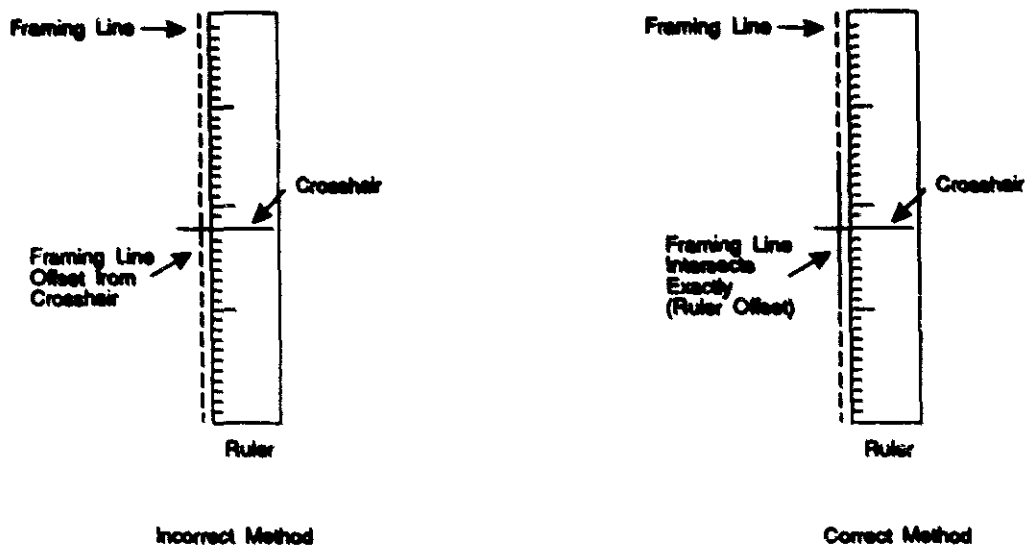 Framing Line
Crosshair
Framing Line
Offset from
Crosshair
Ruler
Incorrect Method
Framing Line
Crosshair
Framing Line
Intersects
Exactly
(Ruler Offset)
Ruler
Correct Method